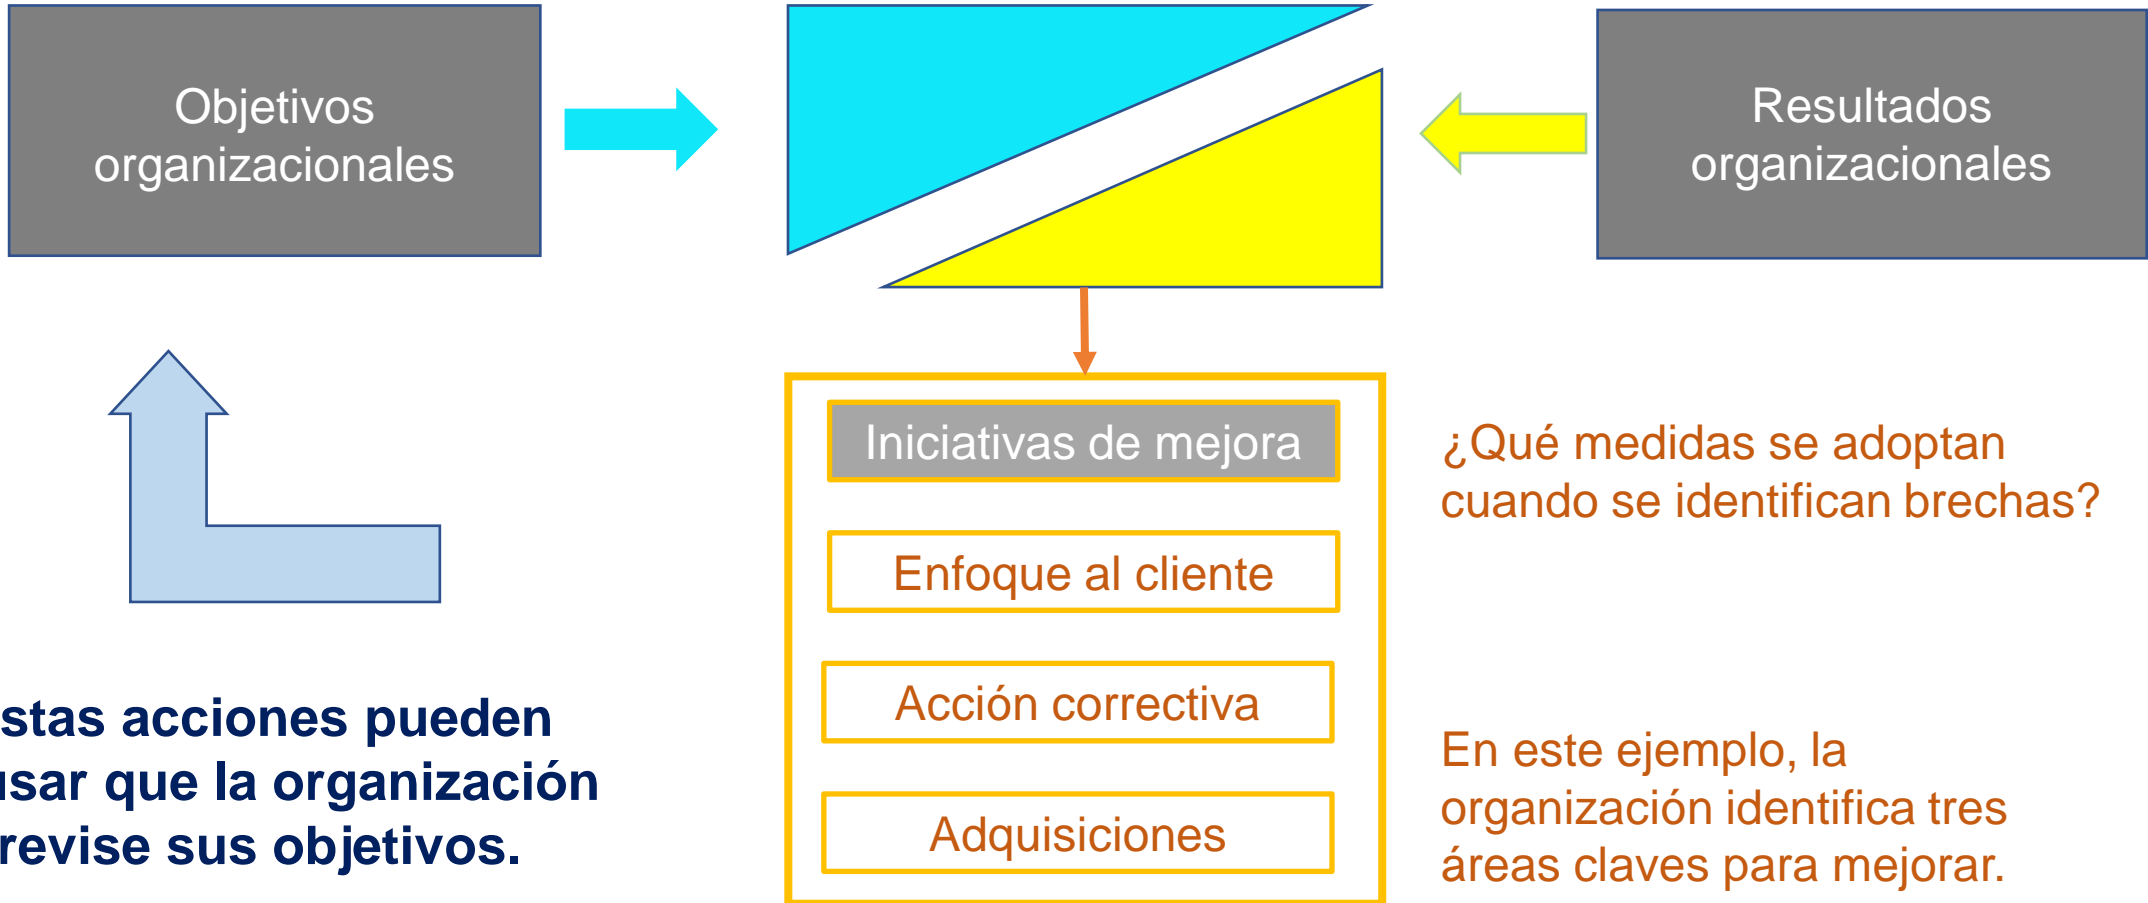 Objetivos
organizacionales
Resultados
organizacionales
Iniciativas de mejora
¿Qué medidas se adoptan
cuando se identifican brechas?
Enfoque al cliente
Acción correctiva
Adquisiciones
stas acciones pueden
usar que la organización
revise sus objetivos.
En este ejemplo, la
organización identifica tres
áreas claves para mejorar.